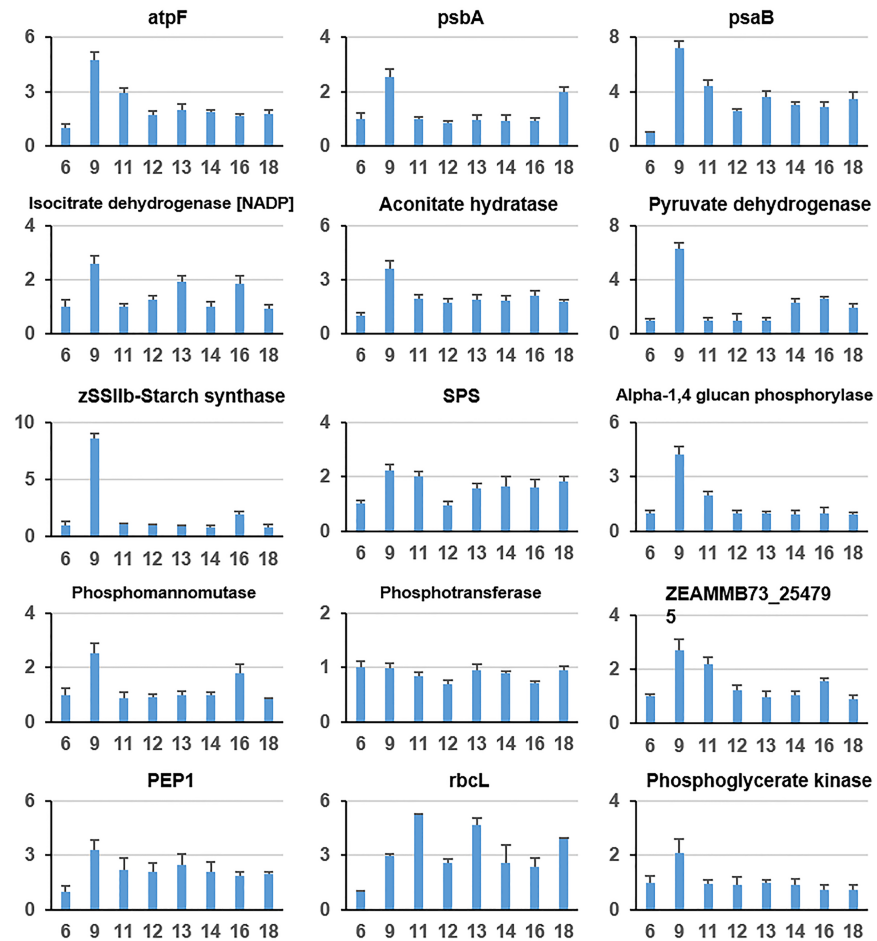 atpF
6
3
0
6 9 11 12 13 14 16 18
psbA
4
2
0
6 9 11 12 13 14 16 18
psaB
8
4
0
6 9 11 12 13 14 16 18
Isocitrate dehydrogenase [NADP]
4
2
0
6 9 11 12 13 14 16 18
Aconitate hydratase
6
3
0
6 9 11 12 13 14 16 18
Pyruvate dehydrogenase
8
4
0
6 9 11 12 13 14 16 18
zSSIIb-Starch synthase
10
5
0
6 9 11 12 13 14 16 18
SPS
4
2
0
6 9 11 12 13 14 16 18
Alpha-1,4 glucan phosphorylase
6
3
0
6 9 11 12 13 14 16 18
Phosphomannomutase
4
2
0
6 9 11 12 13 14 16 18
Phosphotransferase
2
1
0
6 9 11 12 13 14 16 18
ZEAMMB73_25479
5
4
2
0
6 9 11 12 13 14 16 18
PEP1
6
3
0
6 9 11 12 13 14 16 18
rbcL
6
3
0
6 9 11 12 13 14 16 18
Phosphoglycerate kinase
4
2
0
6 9 11 12 13 14 16 18